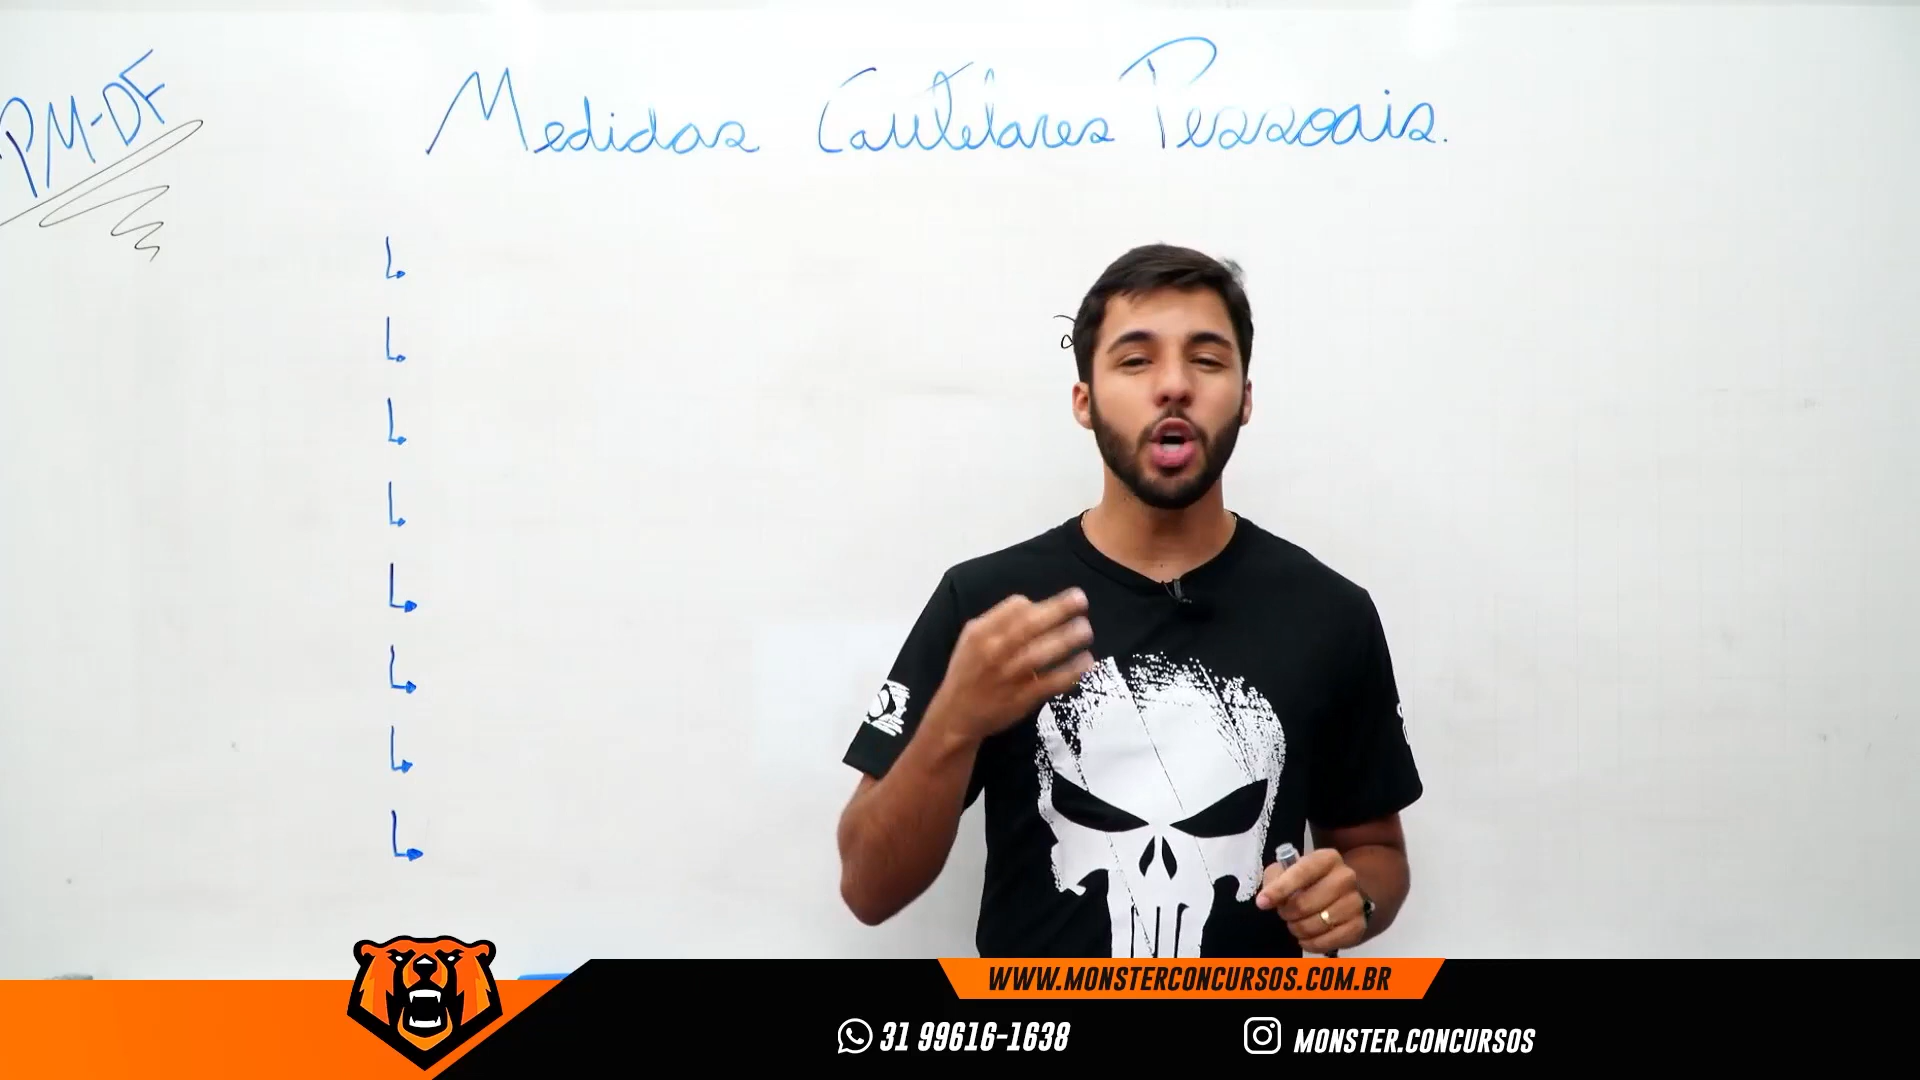 PM-DF
Medidas Cautelares Pessoais.
WWW.MONSTERCONCURSOS.COM.BR
31 99616-1638
MONSTER.CONCURSOS